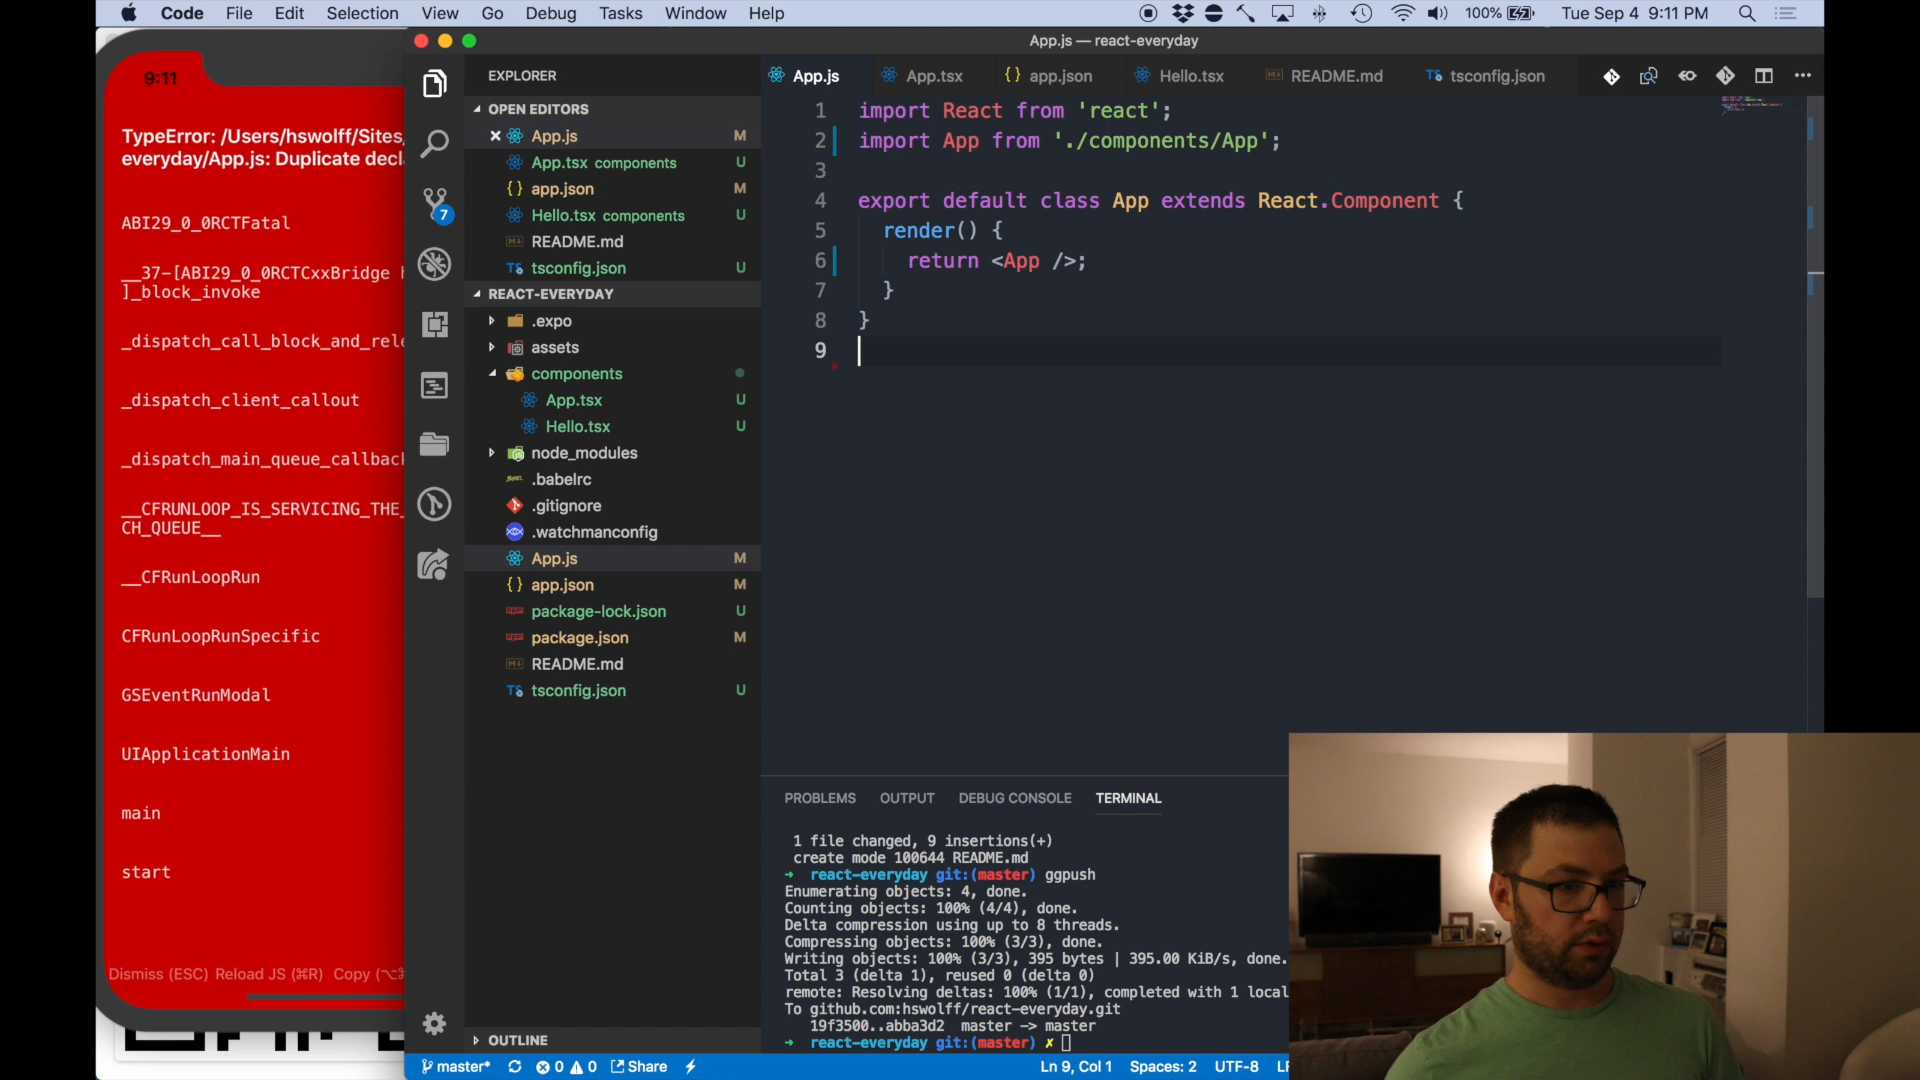 Code File Edit Selection View Go Debug Tasks Window Help 100% Tue Sep 4 9:11 PM
App.js — react-everyday
9:11
TypeError: /Users/hswolff/Sites/
everyday/App.js: Duplicate decl
ABI29_0_0RCTFatal
__37-[ABI29_0_0RCTCxxBridge
]_block_invoke
_dispatch_call_block_and_rele
_dispatch_client_callout
_dispatch_main_queue_callback
__CFRUNLOOP_IS_SERVICING_THE_
CH_QUEUE__
__CFRunLoopRun
CFRunLoopRunSpecific
GSEventRunModal
UIApplicationMain
main
start
Dismiss (ESC) Reload JS (⌘R) Copy
7
EXPLORER
OPEN EDITORS
App.js M
App.tsx components U
{} app.json M
Hello.tsx components U
README.md
TS tsconfig.json U
REACT-EVERYDAY
.expo
assets
components
App.tsx U
Hello.tsx U
node_modules
.babelrc
.gitignore
.watchmanconfig
App.js M
{} app.json M
package-lock.json U
package.json M
README.md
TS tsconfig.json U
OUTLINE
App.js App.tsx {} app.json Hello.tsx README.md TS tsconfig.json
1 import React from 'react';
2 import App from './components/App';
3
4 export default class App extends React.Component {
5 render() {
6 return <App />;
7 }
8 }
9
PROBLEMS OUTPUT DEBUG CONSOLE TERMINAL
1 file changed, 9 insertions(+)
create mode 100644 README.md
➜ react-everyday git:(master) ggpush
Enumerating objects: 4, done.
Counting objects: 100% (4/4), done.
Delta compression using up to 8 threads.
Compressing objects: 100% (3/3), done.
Writing objects: 100% (3/3), 395 bytes | 395.00 KiB/s, done.
Total 3 (delta 1), reused 0 (delta 0)
remote: Resolving deltas: 100% (1/1), completed with 1 local
To github.com:hswolff/react-everyday.git
19f3500..abba3d2 master -> master
➜ react-everyday git:(master) ✗
master* 0 0 Share Ln 9, Col 1 Spaces: 2 UTF-8 LF